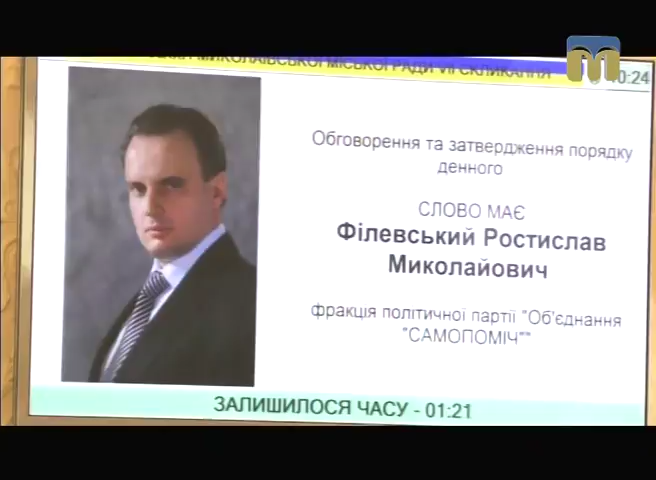 МИКОЛАЇВСЬКОЇ МІСЬКОЇ РАДИ VII СКЛИКАННЯ
10:24
Обговорення та затвердження порядку
денного
СЛОВО МАЄ
Філевський Ростислав
Миколайович
фракція політичної партії "Об'єднання
"САМОПОМІЧ""
ЗАЛИШИЛОСЯ ЧАСУ - 01:21